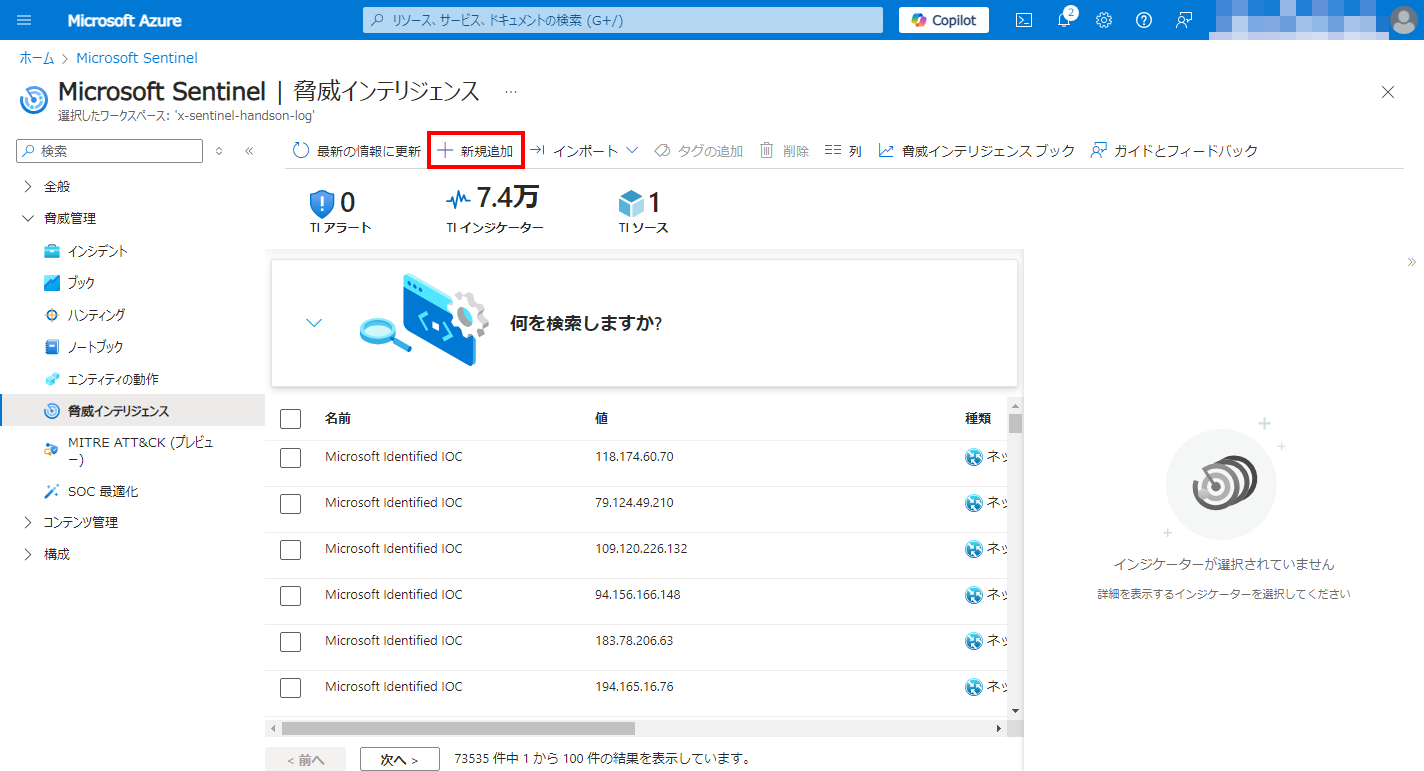 Microsoft Azure
リソース、サービス、ドキュメントの検索 (G+/)
Copilot
2
ホーム > Microsoft Sentinel
Microsoft Sentinel | 脅威インテリジェンス ...
選択したワークスペース: 'x-sentinel-handson-log'
検索
最新の情報に更新 新規追加 インポート タグの追加 削除 列 脅威インテリジェンス ブック ガイドとフィードバック
全般
脅威管理
インシデント
ブック
ハンティング
ノートブック
エンティティの動作
脅威インテリジェンス
MITRE ATT&CK (プレビュ
ー)
SOC 最適化
コンテンツ管理
構成
0
TI アラート
7.4万
TI インジケーター
1
TI ソース
何を検索しますか?
名前 値 種類
Microsoft Identified IOC 118.174.60.70 ネッ
Microsoft Identified IOC 79.124.49.210 ネッ
Microsoft Identified IOC 109.120.226.132 ネッ
Microsoft Identified IOC 94.156.166.148 ネッ
Microsoft Identified IOC 183.78.206.63 ネッ
Microsoft Identified IOC 194.165.16.76 ネッ
< 前へ 次へ > 73535 件中 1 から 100 件の結果を表示しています。
インジケーターが選択されていません
詳細を表示するインジケーターを選択してください